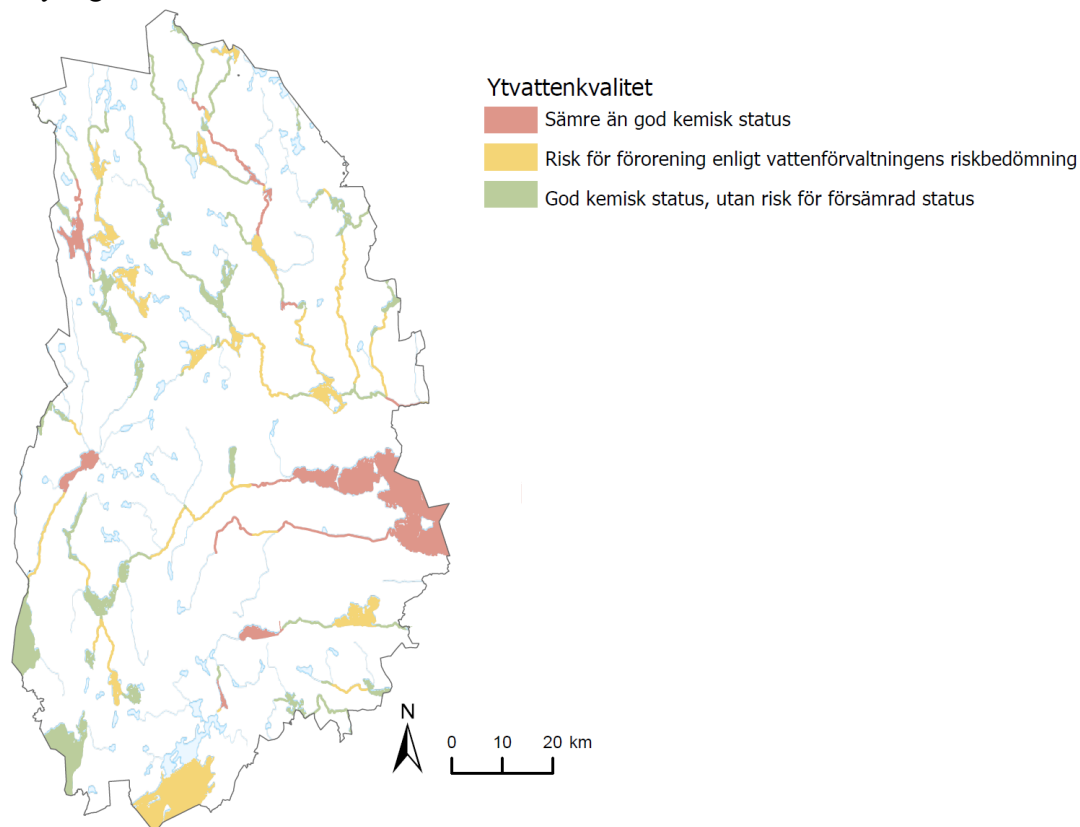 Ytvattenkvalitet
Sämre än god kemisk status
Risk för förorening enligt vattenförvaltningens riskbedömning
God kemisk status, utan risk för försämrad status
N
0 10 20 km